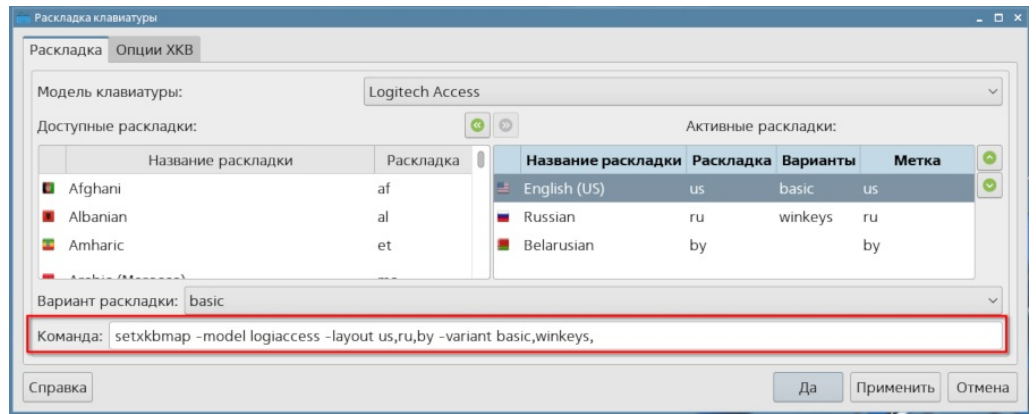 Раскладка клавиатуры
Раскладка Опции XKB
Модель клавиатуры: Logitech Access
Доступные раскладки: Активные раскладки:
Название раскладки Раскладка Название раскладки Раскладка Варианты Метка
Afghani af English (US) us basic us
Albanian al Russian ru winkeys ru
Amharic et Belarusian by by
Вариант раскладки: basic
Команда: setxkbmap -model logiaccess -layout us,ru,by -variant basic,winkeys,
Справка Да Применить Отмена